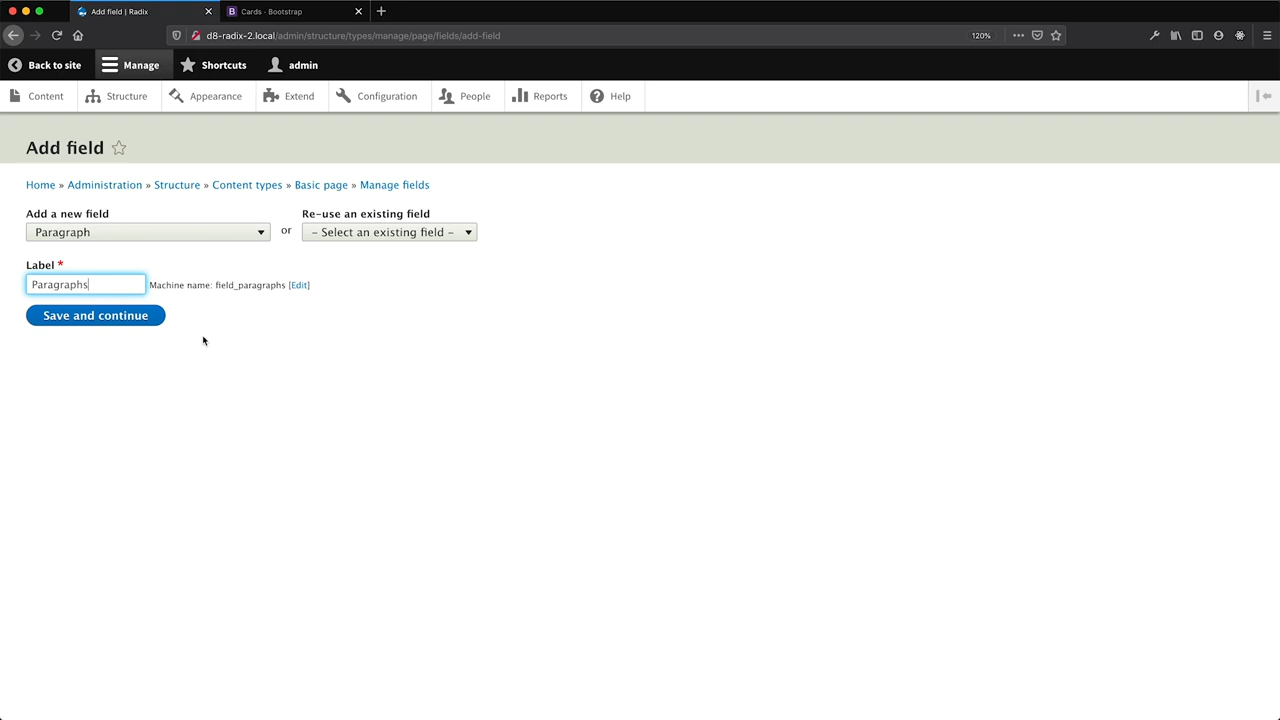 Add field | Radix
Cards · Bootstrap
d8-radix-2.local/admin/structure/types/manage/page/fields/add-field
120%
Back to site
Manage
Shortcuts
admin
Content
Structure
Appearance
Extend
Configuration
People
Reports
Help
Add field
Home » Administration » Structure » Content types » Basic page » Manage fields
Add a new field
Re-use an existing field
Paragraph
or
– Select an existing field –
Label *
Paragraphs
Machine name: field_paragraphs [Edit]
Save and continue